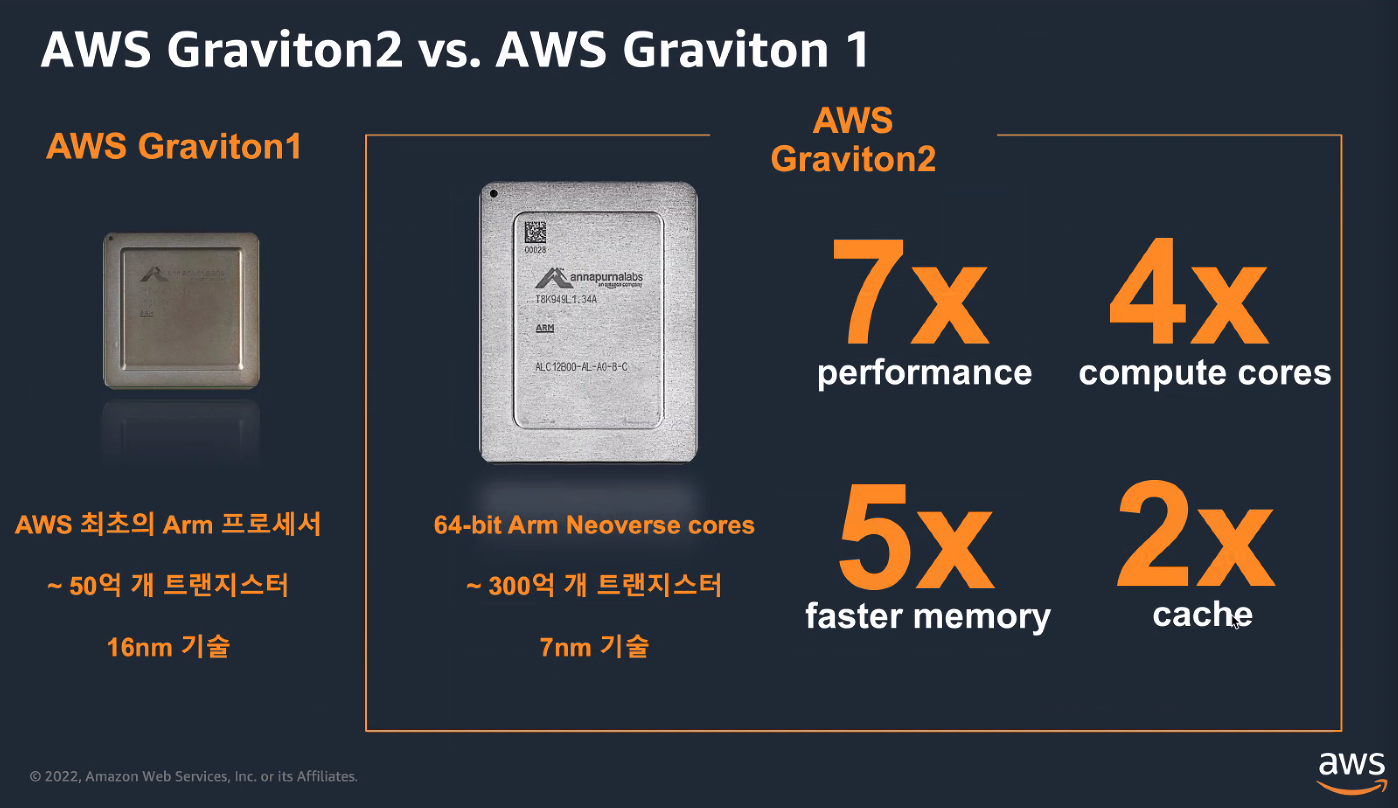 AWS Graviton2 vs. AWS Graviton 1
AWS Graviton1
AWS
Graviton2
annapurnalabs
00028
annapurnalabs
an amazon company
T8K949L1.34A
ARM
ALC12B00-AL-A0-B-C
7x
performance
4x
compute cores
5x
faster memory
2x
cache
AWS 최초의 Arm 프로세서
~ 50억 개 트랜지스터
16nm 기술
64-bit Arm Neoverse cores
~ 300억 개 트랜지스터
7nm 기술
© 2022, Amazon Web Services, Inc. or its Affiliates.
aws